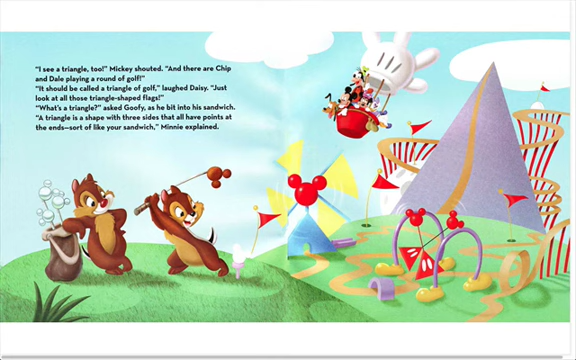 “I see a triangle, too!” Mickey shouted. “And there are Chip
and Dale playing a round of golf!”
“It should be called a triangle of golf,” laughed Daisy. “Just
look at all those triangle-shaped flags!”
“What’s a triangle?” asked Goofy, as he bit into his sandwich.
“A triangle is a shape with three sides that all have points at
the ends—sort of like your sandwich,” Minnie explained.